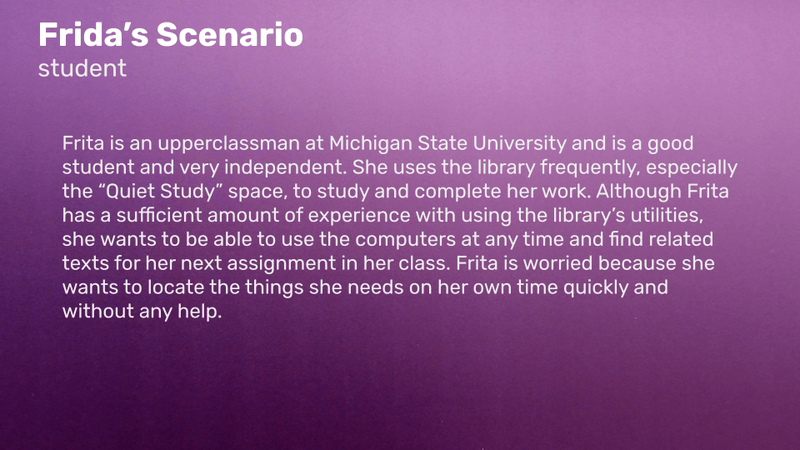 Frida’s Scenario
student
Frita is an upperclassman at Michigan State University and is a good
student and very independent. She uses the library frequently, especially
the “Quiet Study” space, to study and complete her work. Although Frita
has a sufficient amount of experience with using the library’s utilities,
she wants to be able to use the computers at any time and find related
texts for her next assignment in her class. Frita is worried because she
wants to locate the things she needs on her own time quickly and
without any help.